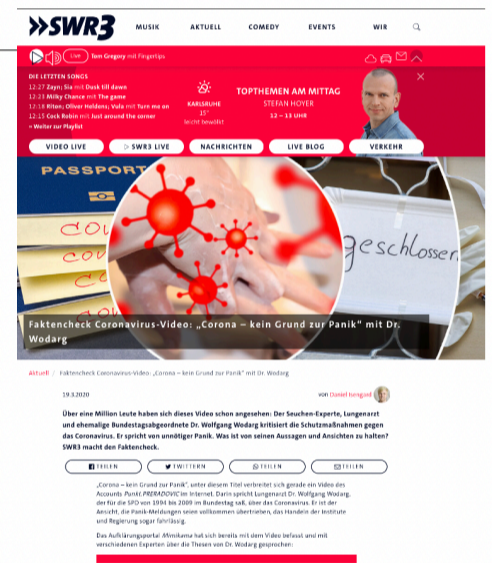 SWR3
MUSIK AKTUELL COMEDY EVENTS WIR
Live Tom Gregory mit Fingertips
DIE LETZTEN SONGS
12:27 Zayn; Sia mit Dusk till dawn
12:23 Milky Chance mit The game
12:18 Riton; Oliver Heldens; Vula mit Turn me on
12:15 Cock Robin mit Just around the corner
» Weiter zur Playlist
KARLSRUHE
15°
leicht bewölkt
TOPTHEMEN AM MITTAG
STEFAN HOYER
12 – 13 UHR
VIDEO LIVE SWR3 LIVE NACHRICHTEN LIVE BLOG VERKEHR
PASSPORT
COV
geschlossen
Faktencheck Coronavirus-Video: „Corona – kein Grund zur Panik“ mit Dr.
Wodarg
Aktuell / Faktencheck Coronavirus-Video: „Corona – kein Grund zur Panik“ mit Dr. Wodarg
19.3.2020
von Daniel Isengard
Über eine Million Leute haben sich dieses Video schon angesehen: Der Seuchen-Experte, Lungenarzt
und ehemalige Bundestagsabgeordnete Dr. Wolfgang Wodarg kritisiert die Schutzmaßnahmen gegen
das Coronavirus. Er spricht von unnötiger Panik. Was ist von seinen Aussagen und Ansichten zu halten?
SWR3 macht den Faktencheck.
TEILEN TWITTERN TEILEN TEILEN
„Corona – kein Grund zur Panik“, unter diesem Titel verbreitet sich gerade ein Video des
Accounts Punkt.PRERADOVIC im Internet. Darin spricht Lungenarzt Dr. Wolfgang Wodarg,
der für die SPD von 1994 bis 2009 im Bundestag saß, über das Coronavirus. Er ist der
Ansicht, die Panik-Meldungen seien vollkommen übertrieben, das Handeln der Institute
und Regierung sogar fahrlässig.
Das Aufklärungsportal Mimikama hat sich bereits mit dem Video befasst und mit
verschiedenen Experten über die Thesen von Dr. Wodarg gesprochen: